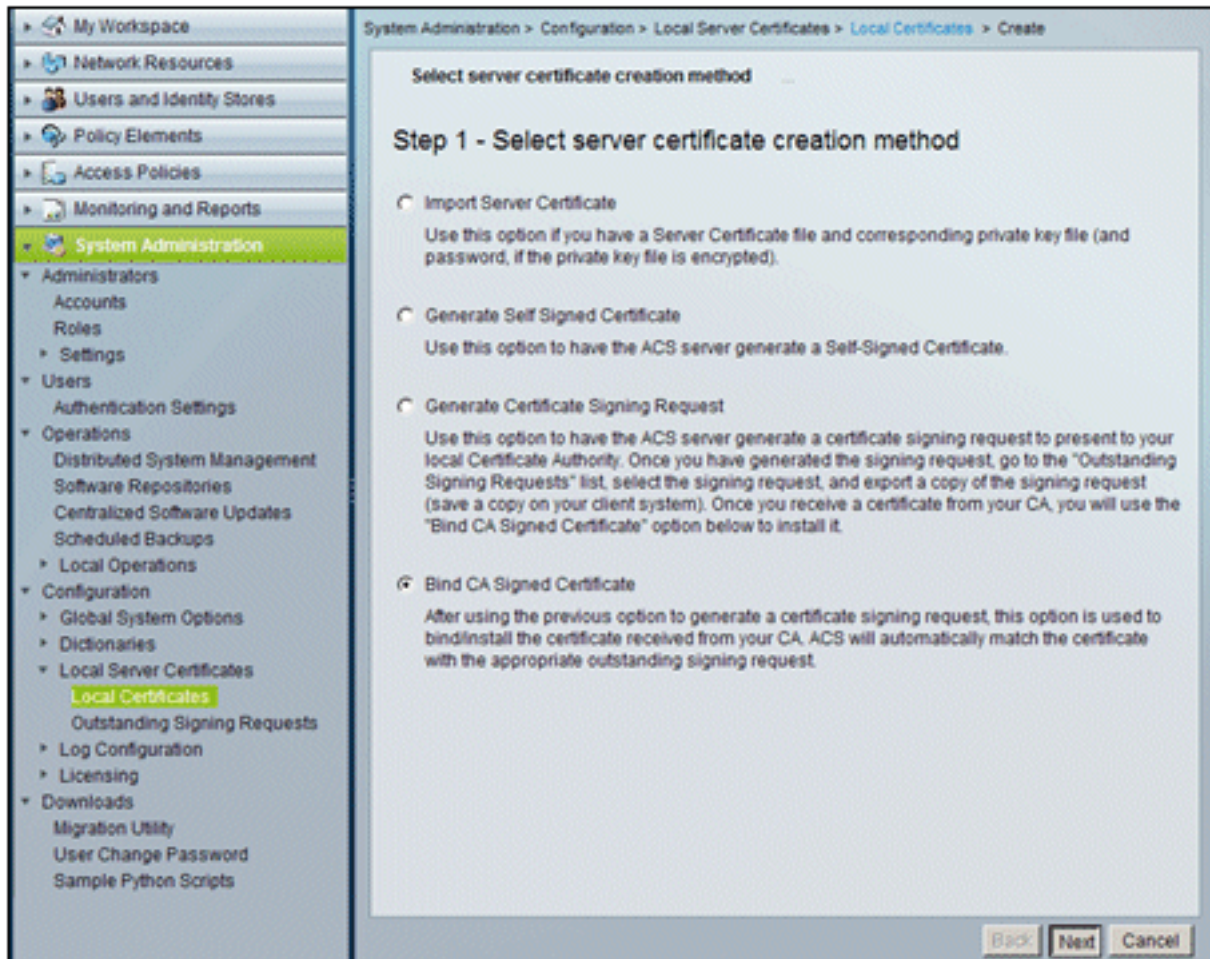 My Workspace
Network Resources
Users and Identity Stores
Policy Elements
Access Policies
Monitoring and Reports
System Administration
Administrators
Accounts
Roles
Settings
Users
Authentication Settings
Operations
Distributed System Management
Software Repositories
Centralized Software Updates
Scheduled Backups
Local Operations
Configuration
Global System Options
Dictionaries
Local Server Certificates
Local Certificates
Outstanding Signing Requests
Log Configuration
Licensing
Downloads
Migration Utility
User Change Password
Sample Python Scripts
System Administration > Configuration > Local Server Certificates > Local Certificates > Create
Select server certificate creation method
Step 1 - Select server certificate creation method
Import Server Certificate
Use this option if you have a Server Certificate file and corresponding private key file (and
password, if the private key file is encrypted).
Generate Self Signed Certificate
Use this option to have the ACS server generate a Self-Signed Certificate.
Generate Certificate Signing Request
Use this option to have the ACS server generate a certificate signing request to present to your
local Certificate Authority. Once you have generated the signing request, go to the "Outstanding
Signing Requests" list, select the signing request, and export a copy of the signing request
(save a copy on your client system). Once you receive a certificate from your CA, you will use the
"Bind CA Signed Certificate" option below to install it.
Bind CA Signed Certificate
After using the previous option to generate a certificate signing request, this option is used to
bind/install the certificate received from your CA. ACS will automatically match the certificate
with the appropriate outstanding signing request.
Back Next Cancel